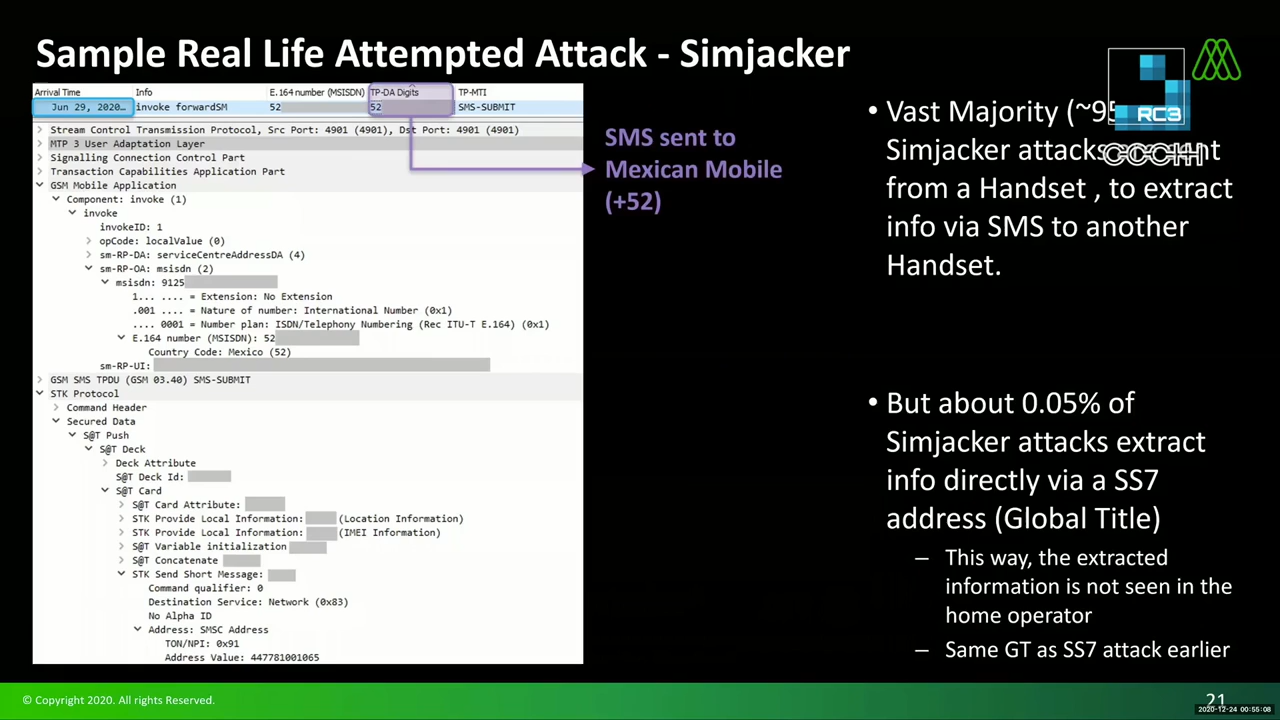 Sample Real Life Attempted Attack - Simjacker
Arrival Time Info E.164 number (MSISDN) TP-DA Digits TP-MTI
Jun 29, 2020… invoke forwardSM 52 52 SMS-SUBMIT
Stream Control Transmission Protocol, Src Port: 4901 (4901), Dst Port: 4901 (4901)
MTP 3 User Adaptation Layer
Signalling Connection Control Part
Transaction Capabilities Application Part
GSM Mobile Application
Component: invoke (1)
invoke
invokeID: 1
opCode: localValue (0)
sm-RP-DA: serviceCentreAddressDA (4)
sm-RP-OA: msisdn (2)
msisdn: 9125
1... .... = Extension: No Extension
.001 .... = Nature of number: International Number (0x1)
.... 0001 = Number plan: ISDN/Telephony Numbering (Rec ITU-T E.164) (0x1)
E.164 number (MSISDN): 52
Country Code: Mexico (52)
sm-RP-UI:
GSM SMS TPDU (GSM 03.40) SMS-SUBMIT
STK Protocol
Command Header
Secured Data
S@T Push
S@T Deck
Deck Attribute
S@T Deck Id:
S@T Card
S@T Card Attribute:
STK Provide Local Information: (Location Information)
STK Provide Local Information: (IMEI Information)
S@T Variable initialization
S@T Concatenate
STK Send Short Message:
Command qualifier: 0
Destination Service: Network (0x83)
No Alpha ID
Address: SMSC Address
TON/NPI: 0x91
Address Value: 447781001065
SMS sent to
Mexican Mobile
(+52)
RC3
• Vast Majority (~95
Simjacker attacks
from a Handset , to extract
info via SMS to another
Handset.
• But about 0.05% of
Simjacker attacks extract
info directly via a SS7
address (Global Title)
– This way, the extracted
information is not seen in the
home operator
– Same GT as SS7 attack earlier
© Copyright 2020. All rights Reserved.
21
2020-12-24 00:55:08